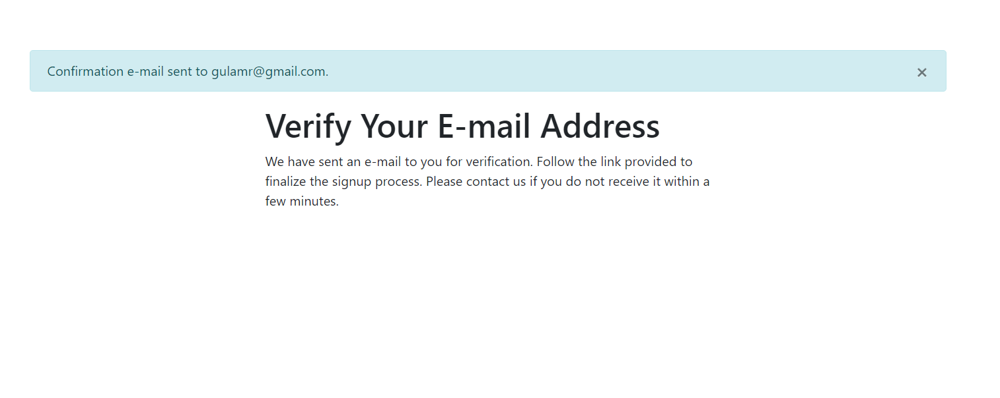 Confirmation e-mail sent to gulamr@gmail.com.
×
Verify Your E-mail Address
We have sent an e-mail to you for verification. Follow the link provided to
finalize the signup process. Please contact us if you do not receive it within a
few minutes.